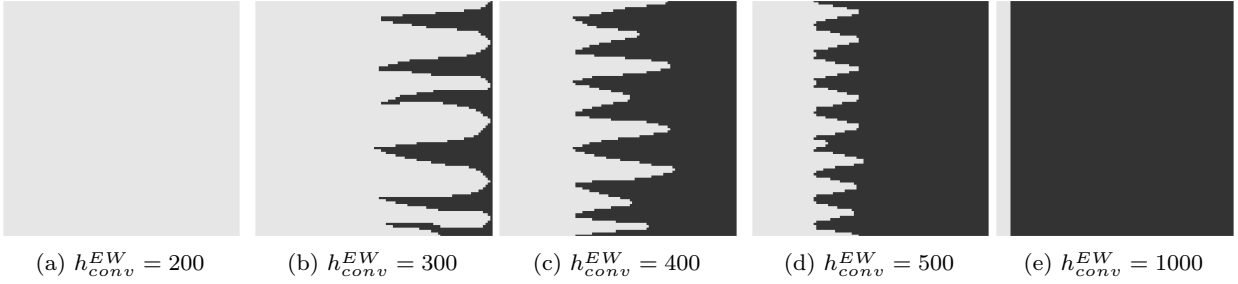 (a) h_{conv}^{EW} = 200 (b) h_{conv}^{EW} = 300 (c) h_{conv}^{EW} = 400 (d) h_{conv}^{EW} = 500 (e) h_{conv}^{EW} = 1000